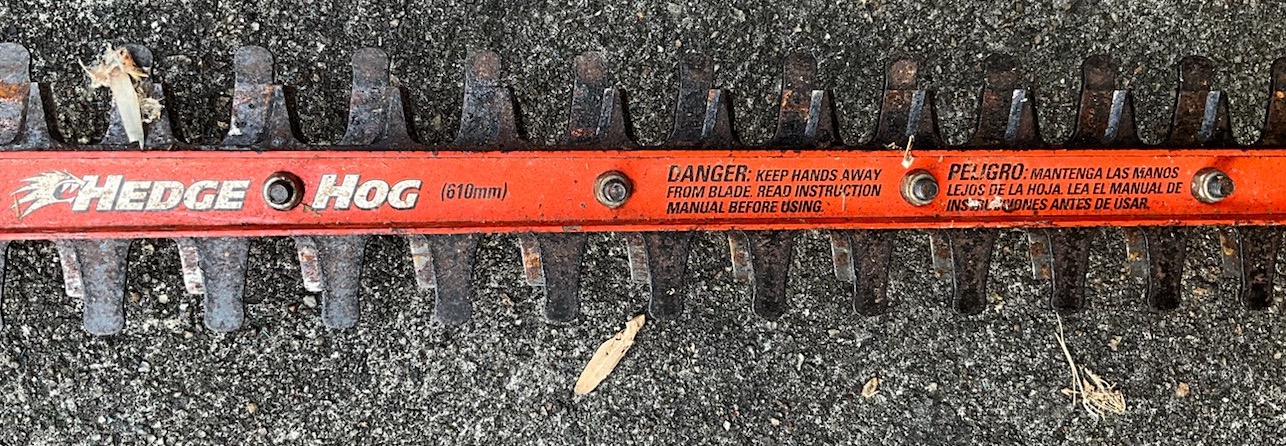 HEDGE HOG (610mm)
DANGER: KEEP HANDS AWAY
FROM BLADE. READ INSTRUCTION
MANUAL BEFORE USING.
PELIGRO: MANTENGA LAS MANOS
LEJOS DE LA HOJA. LEA EL MANUAL DE
INSTRUCCIONES ANTES DE USAR.